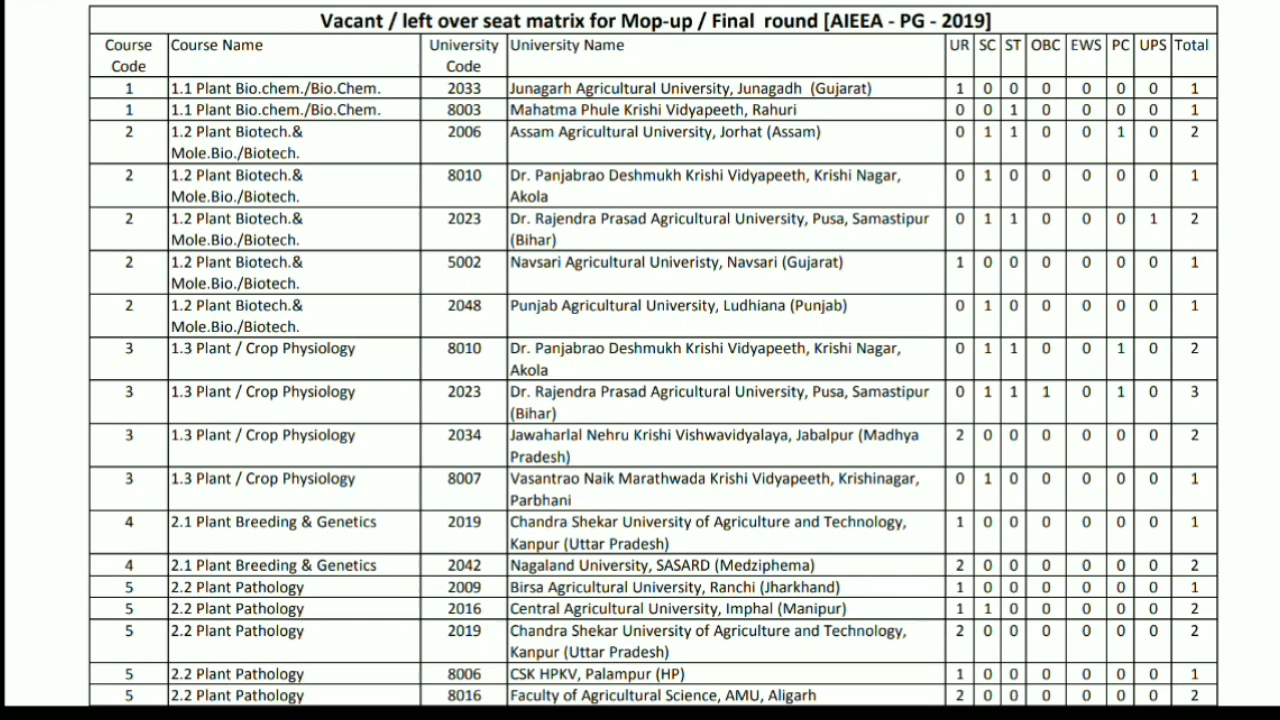 Vacant / left over seat matrix for Mop-up / Final round [AIEEA - PG - 2019]
Course Code Course Name University Code University Name UR SC ST OBC EWS PC UPS Total
1 1.1 Plant Bio.chem./Bio.Chem. 2033 Junagarh Agricultural University, Junagadh (Gujarat) 1 0 0 0 0 0 0 1
1 1.1 Plant Bio.chem./Bio.Chem. 8003 Mahatma Phule Krishi Vidyapeeth, Rahuri 0 0 1 0 0 0 0 1
2 1.2 Plant Biotech.& Mole.Bio./Biotech. 2006 Assam Agricultural University, Jorhat (Assam) 0 1 1 0 0 1 0 2
2 1.2 Plant Biotech.& Mole.Bio./Biotech. 8010 Dr. Panjabrao Deshmukh Krishi Vidyapeeth, Krishi Nagar, Akola 0 1 0 0 0 0 0 1
2 1.2 Plant Biotech.& Mole.Bio./Biotech. 2023 Dr. Rajendra Prasad Agricultural University, Pusa, Samastipur (Bihar) 0 1 1 0 0 0 1 2
2 1.2 Plant Biotech.& Mole.Bio./Biotech. 5002 Navsari Agricultural Univeristy, Navsari (Gujarat) 1 0 0 0 0 0 0 1
2 1.2 Plant Biotech.& Mole.Bio./Biotech. 2048 Punjab Agricultural University, Ludhiana (Punjab) 0 1 0 0 0 0 0 1
3 1.3 Plant / Crop Physiology 8010 Dr. Panjabrao Deshmukh Krishi Vidyapeeth, Krishi Nagar, Akola 0 1 1 0 0 1 0 2
3 1.3 Plant / Crop Physiology 2023 Dr. Rajendra Prasad Agricultural University, Pusa, Samastipur (Bihar) 0 1 1 1 0 1 0 3
3 1.3 Plant / Crop Physiology 2034 Jawaharlal Nehru Krishi Vishwavidyalaya, Jabalpur (Madhya Pradesh) 2 0 0 0 0 0 0 2
3 1.3 Plant / Crop Physiology 8007 Vasantrao Naik Marathwada Krishi Vidyapeeth, Krishinagar, Parbhani 0 1 0 0 0 0 0 1
4 2.1 Plant Breeding & Genetics 2019 Chandra Shekar University of Agriculture and Technology, Kanpur (Uttar Pradesh) 1 0 0 0 0 0 0 1
4 2.1 Plant Breeding & Genetics 2042 Nagaland University, SASARD (Medziphema) 2 0 0 0 0 0 0 2
5 2.2 Plant Pathology 2009 Birsa Agricultural University, Ranchi (Jharkhand) 1 0 0 0 0 0 0 1
5 2.2 Plant Pathology 2016 Central Agricultural University, Imphal (Manipur) 1 1 0 0 0 0 0 2
5 2.2 Plant Pathology 2019 Chandra Shekar University of Agriculture and Technology, Kanpur (Uttar Pradesh) 2 0 0 0 0 0 0 2
5 2.2 Plant Pathology 8006 CSK HPKV, Palampur (HP) 1 0 0 0 0 0 0 1
5 2.2 Plant Pathology 8016 Faculty of Agricultural Science, AMU, Aligarh 2 0 0 0 0 0 0 2